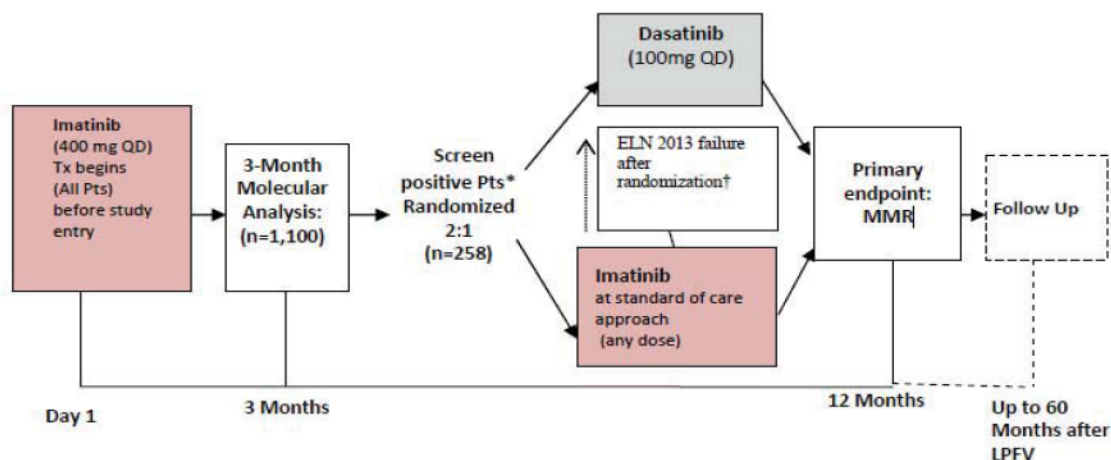 Imatinib
(400 mg QD)
Tx begins
(All Pts)
before study
entry
3-Month
Molecular
Analysis:
(n=1,100)
Screen
positive Pts*
Randomized
2:1
(n=258)
Dasatinib
(100mg QD)
ELN 2013 failure
after
randomization†
Imatinib
at standard of care
approach
(any dose)
Primary
endpoint:
MMR
Follow Up
Day 1
3 Months
12 Months
Up to 60
Months after
LPFV